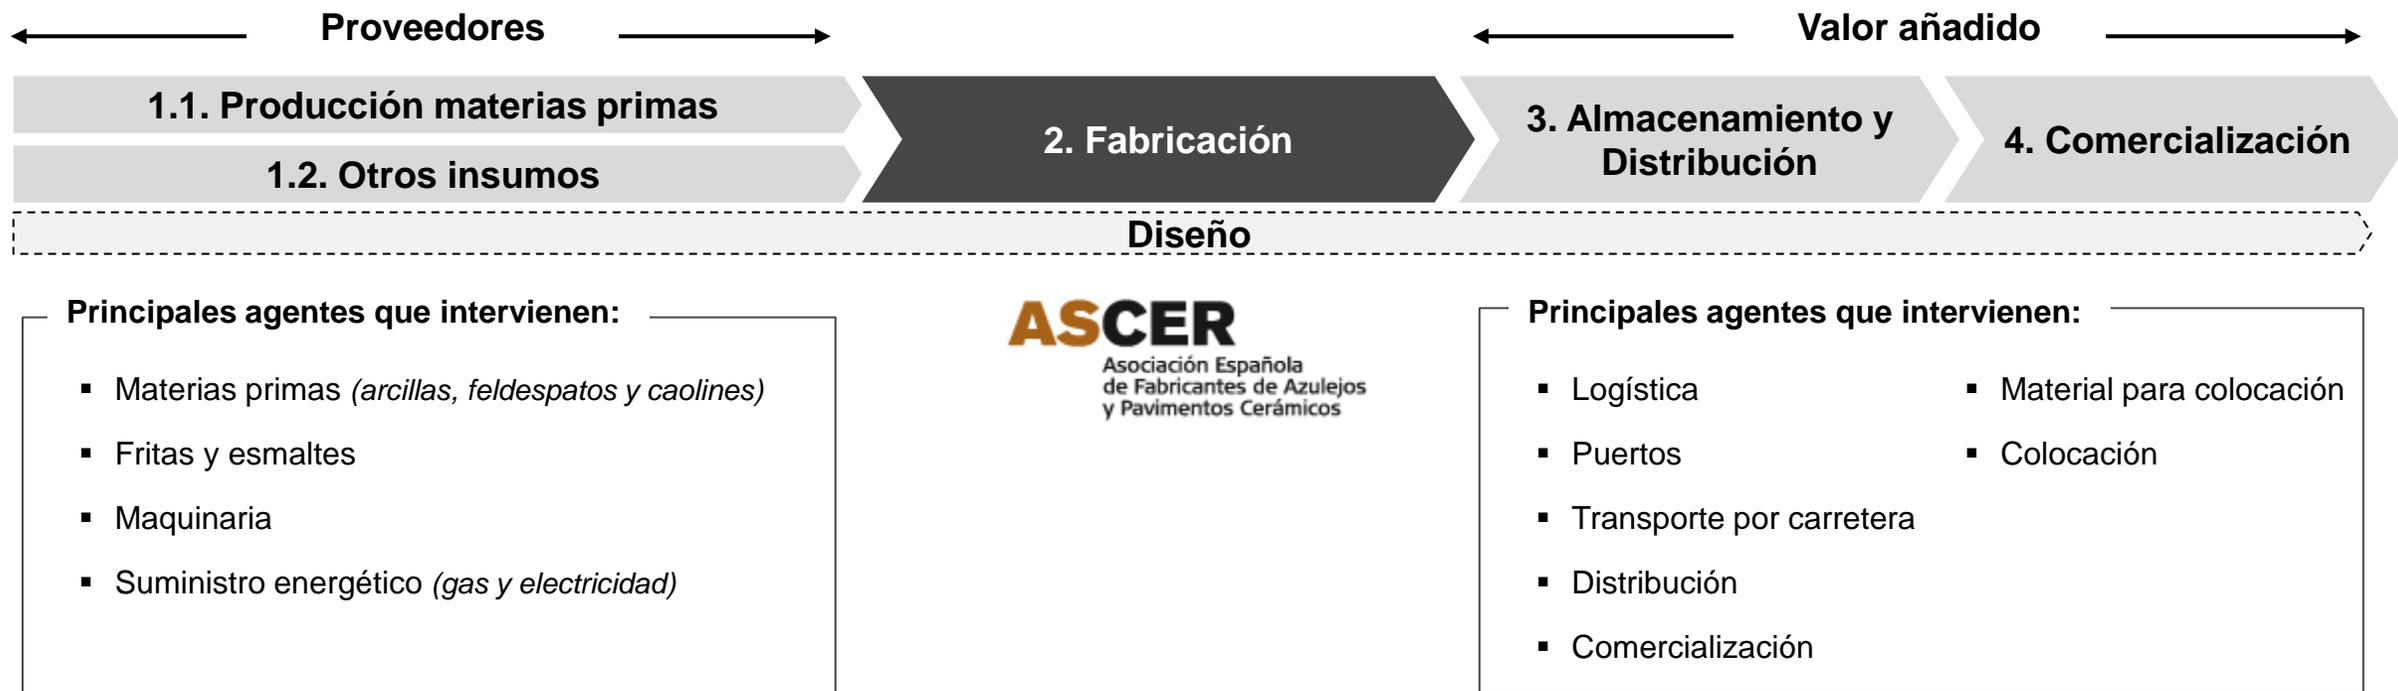 Proveedores
Valor añadido
1.1. Producción materias primas
1.2. Otros insumos
2. Fabricación
3. Almacenamiento y
Distribución
4. Comercialización
Diseño
Principales agentes que intervienen:
▪ Materias primas (arcillas, feldespatos y caolines)
▪ Fritas y esmaltes
▪ Maquinaria
▪ Suministro energético (gas y electricidad)
ASCER
Asociación Española
de Fabricantes de Azulejos
y Pavimentos Cerámicos
Principales agentes que intervienen:
▪ Logística
▪ Puertos
▪ Transporte por carretera
▪ Distribución
▪ Comercialización
▪ Material para colocación
▪ Colocación